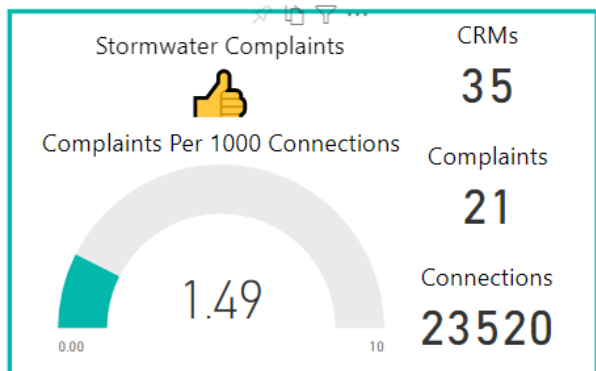 Stormwater Complaints
Complaints Per 1000 Connections
1.49
0.00
10
CRMs
35
Complaints
21
Connections
23520